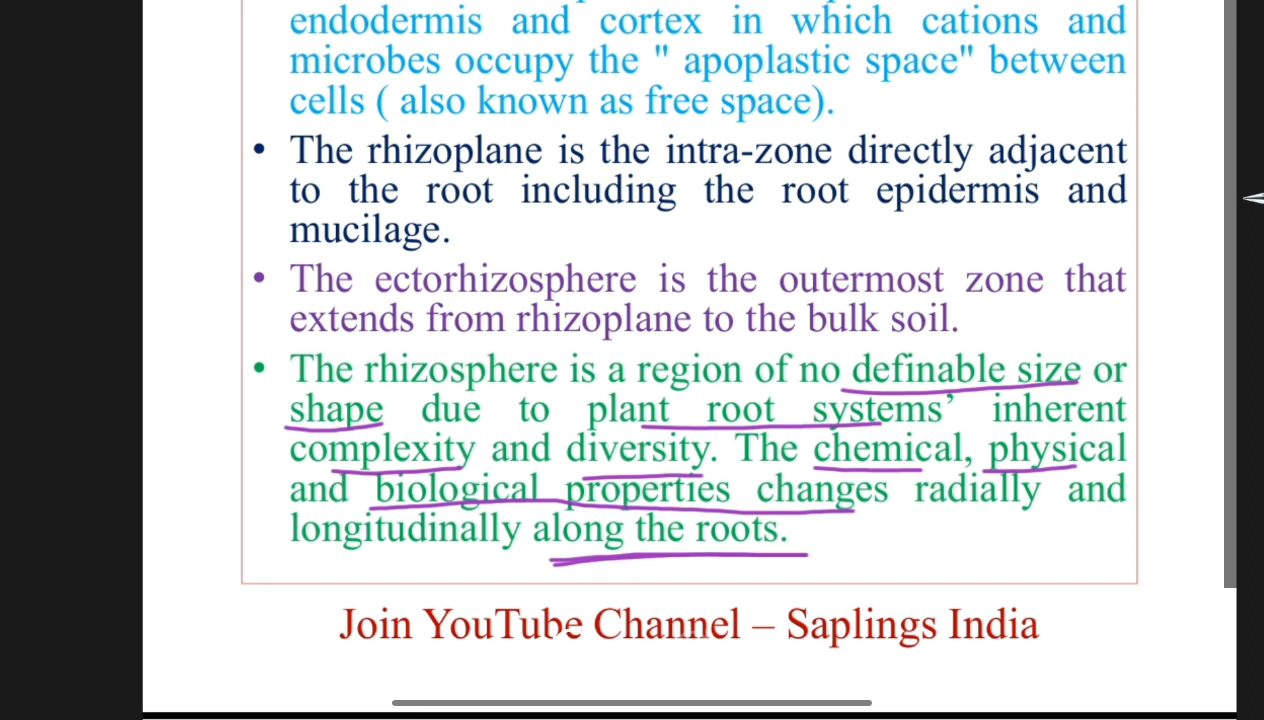 endodermis and cortex in which cations and
microbes occupy the " apoplastic space" between
cells ( also known as free space).
• The rhizoplane is the intra-zone directly adjacent
to the root including the root epidermis and
mucilage.
• The ectorhizosphere is the outermost zone that
extends from rhizoplane to the bulk soil.
• The rhizosphere is a region of no definable size or
shape due to plant root systems’ inherent
complexity and diversity. The chemical, physical
and biological properties changes radially and
longitudinally along the roots.
Join YouTube Channel – Saplings India